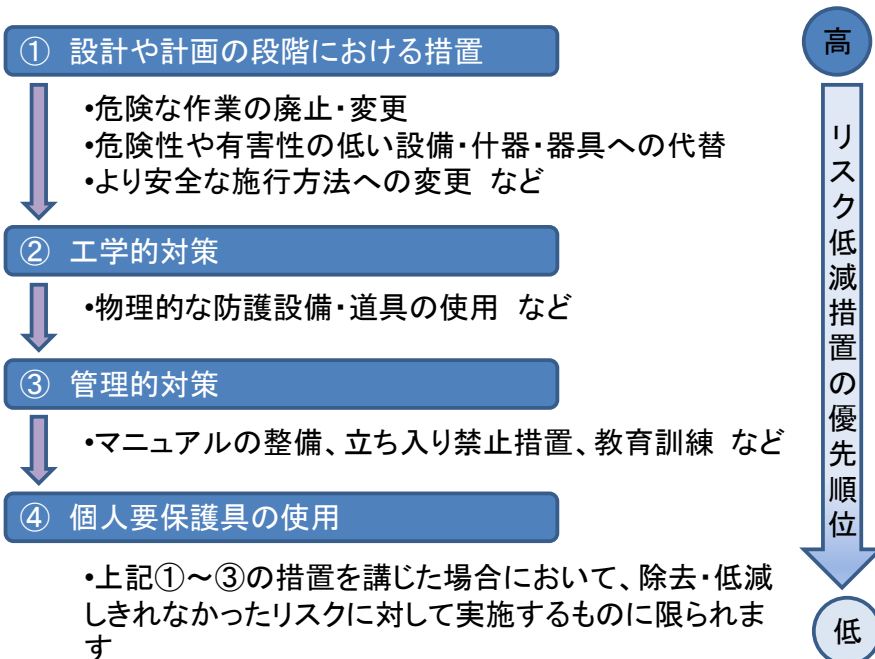 ① 設計や計画の段階における措置
•危険な作業の廃止・変更
•危険性や有害性の低い設備・什器・器具への代替
•より安全な施行方法への変更 など
② 工学的対策
•物理的な防護設備・道具の使用 など
③ 管理的対策
•マニュアルの整備、立ち入り禁止措置、教育訓練 など
④ 個人要保護具の使用
•上記①～③の措置を講じた場合において、除去・低減
しきれなかったリスクに対して実施するものに限られま
す
高
リスク低減措置の優先順位
低